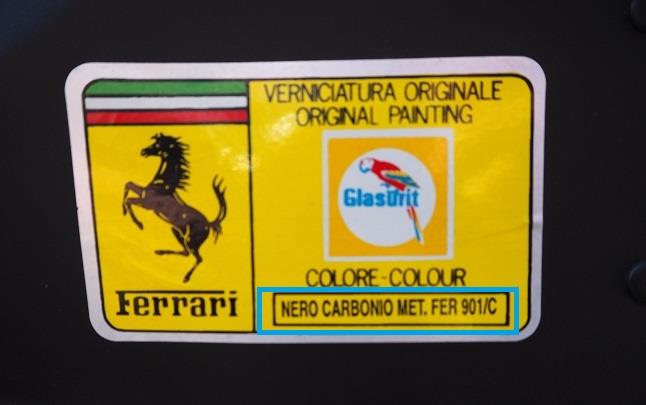 VERNICIATURA ORIGINALE
ORIGINAL PAINTING
Glasurit
COLORE-COLOUR
Ferrari
NERO CARBONIO MET. FER 901/C